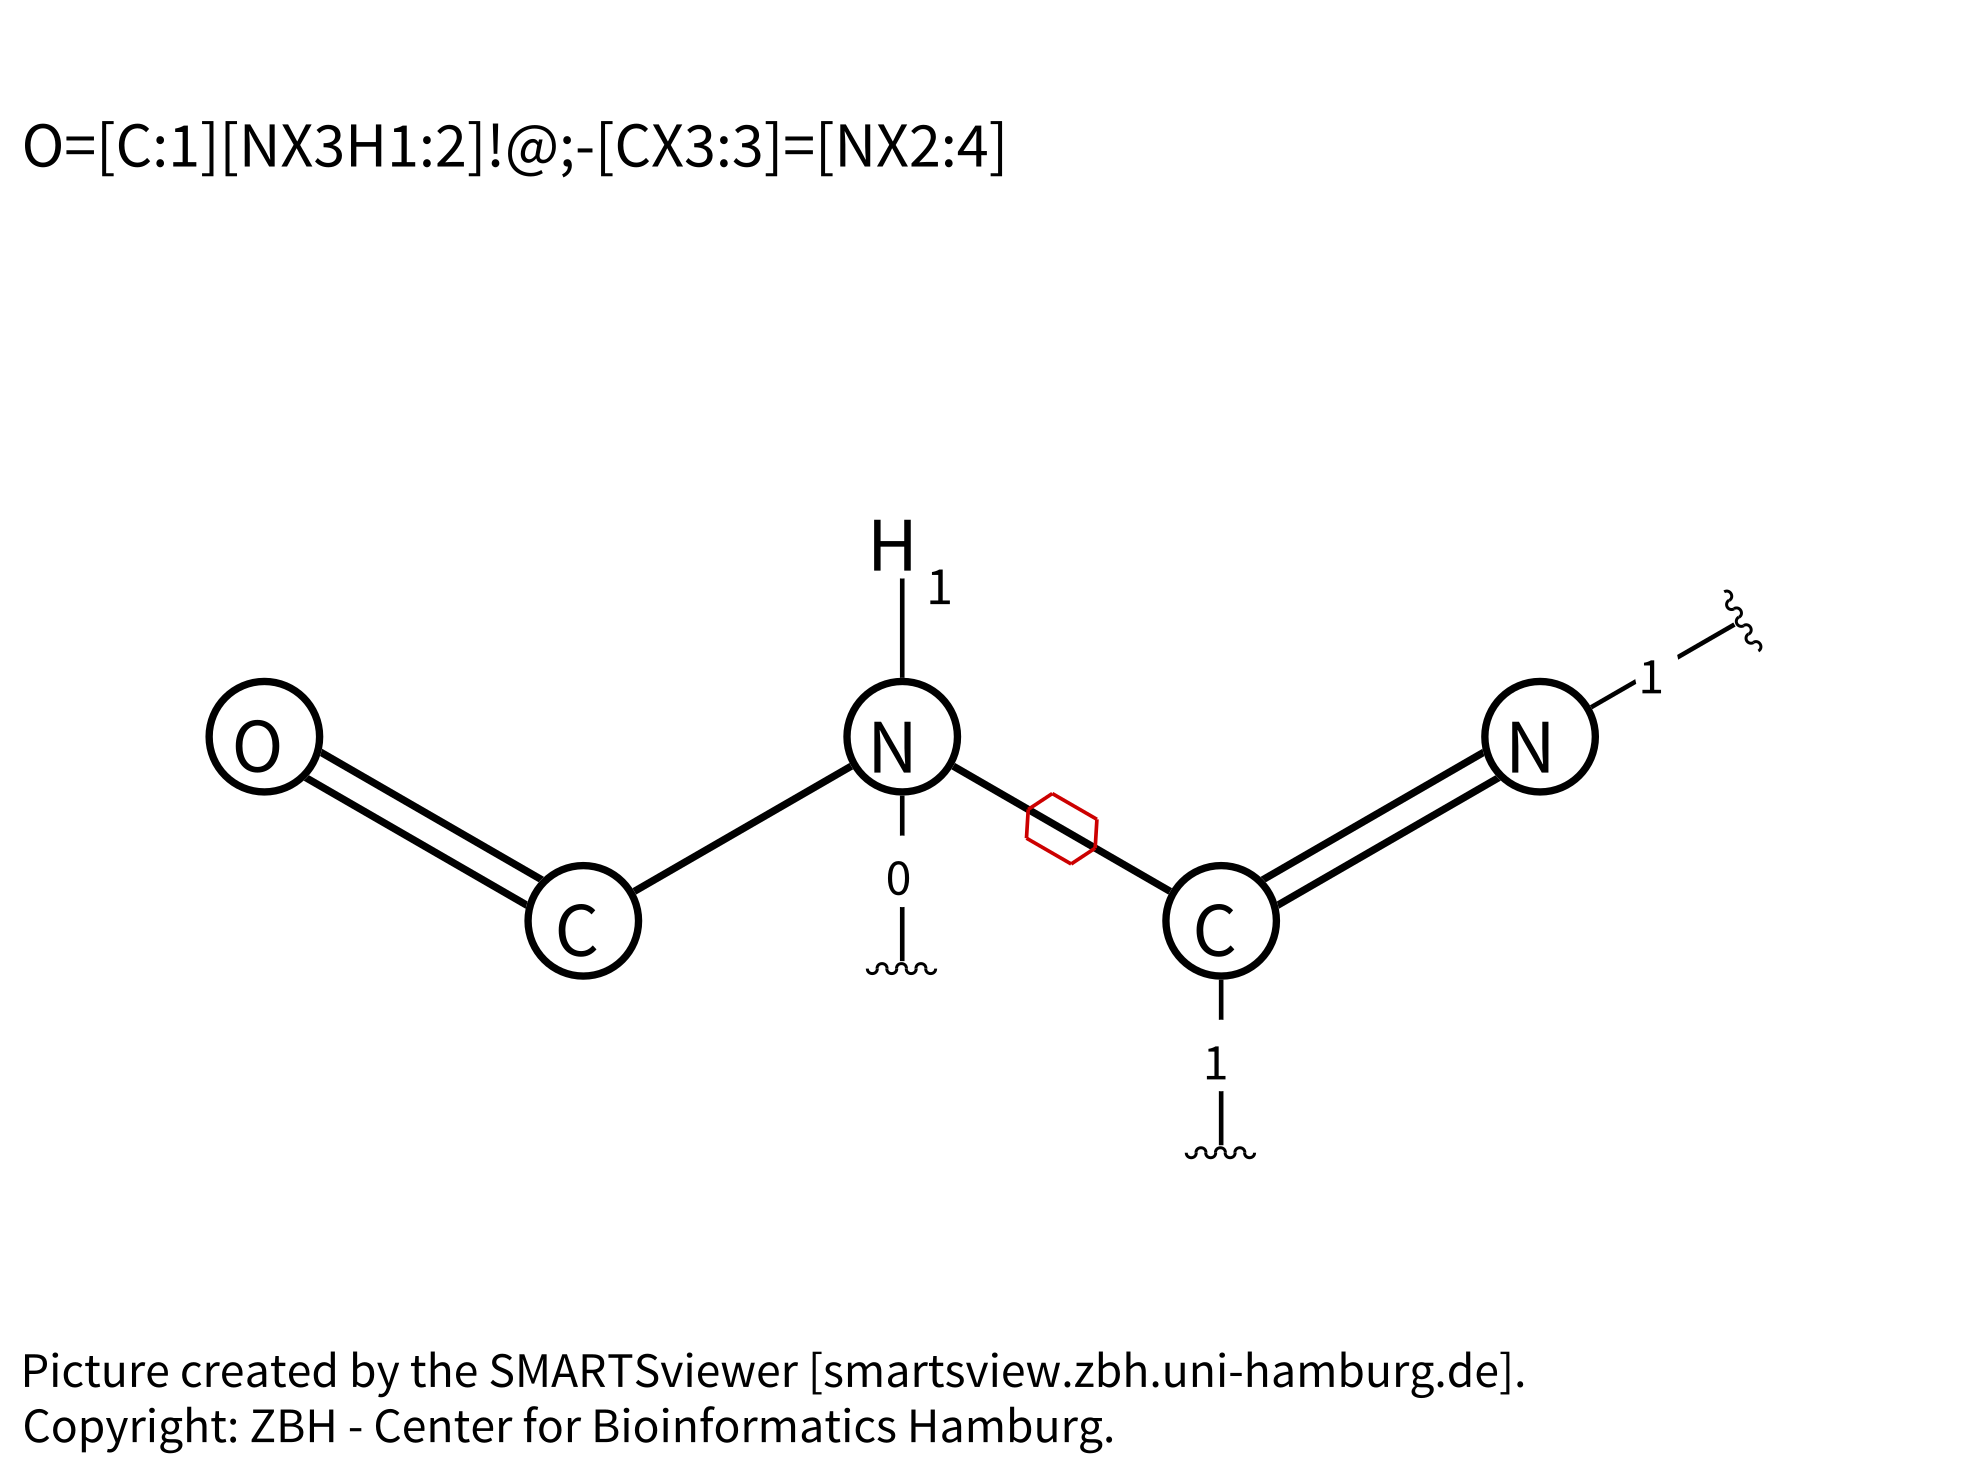 O=[C:1][NX3H1:2]!@;-[CX3:3]=[NX2:4]
H
1
1
O
N
N
0
C
C
1
Picture created by the SMARTSviewer [smartsview.zbh.uni-hamburg.de].
Copyright: ZBH - Center for Bioinformatics Hamburg.